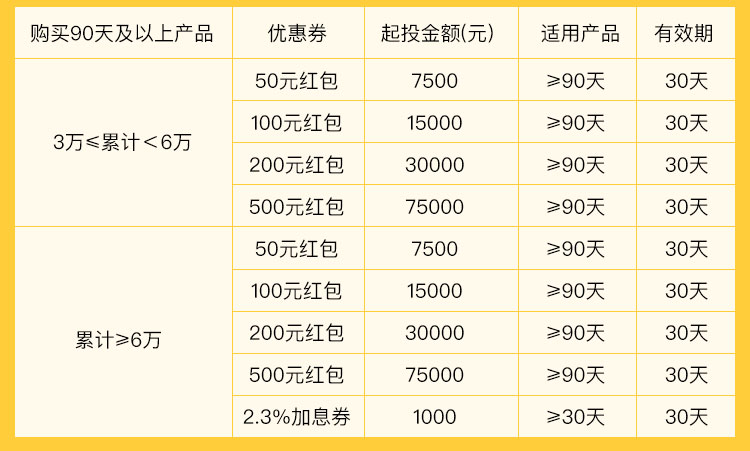 购买90天及以上产品 优惠券 起投金额(元) 适用产品 有效期
3万≤累计<6万
50元红包 7500 ≥90天 30天
100元红包 15000 ≥90天 30天
200元红包 30000 ≥90天 30天
500元红包 75000 ≥90天 30天
累计≥6万
50元红包 7500 ≥90天 30天
100元红包 15000 ≥90天 30天
200元红包 30000 ≥90天 30天
500元红包 75000 ≥90天 30天
2.3%加息券 1000 ≥30天 30天